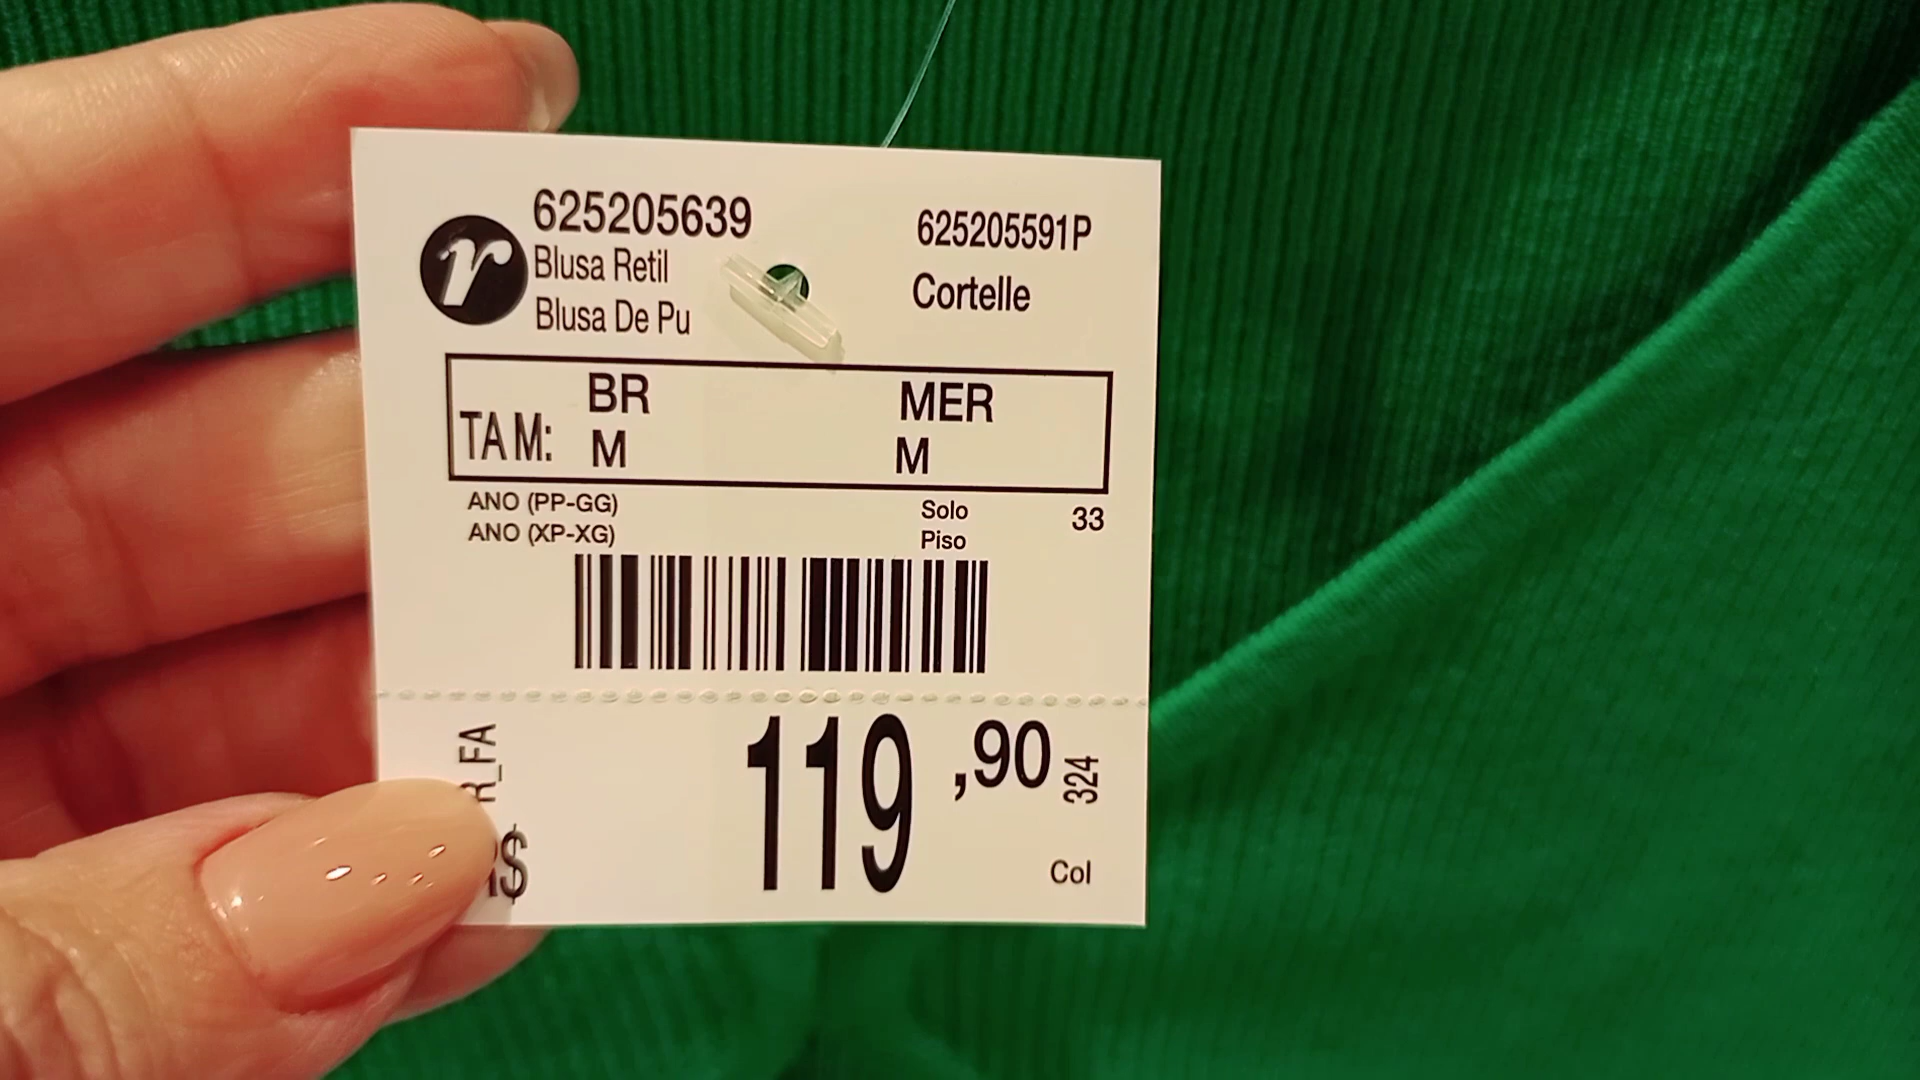 r
625205639
625205591P
Blusa Retil
Cortelle
Blusa De Pu
BR MER
TAM: M M
ANO (PP-GG) Solo 33
ANO (XP-XG) Piso
R_FA
R$ 119,90
324
Col